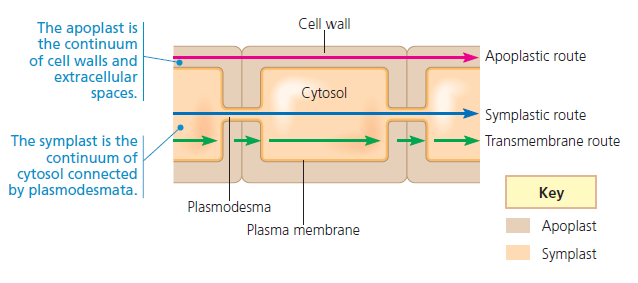 The apoplast is
the continuum
of cell walls and
extracellular
spaces.
Cell wall
Apoplastic route
Cytosol
Symplastic route
The symplast is the
continuum of
cytosol connected
by plasmodesmata.
Transmembrane route
Plasmodesma
Plasma membrane
Key
Apoplast
Symplast